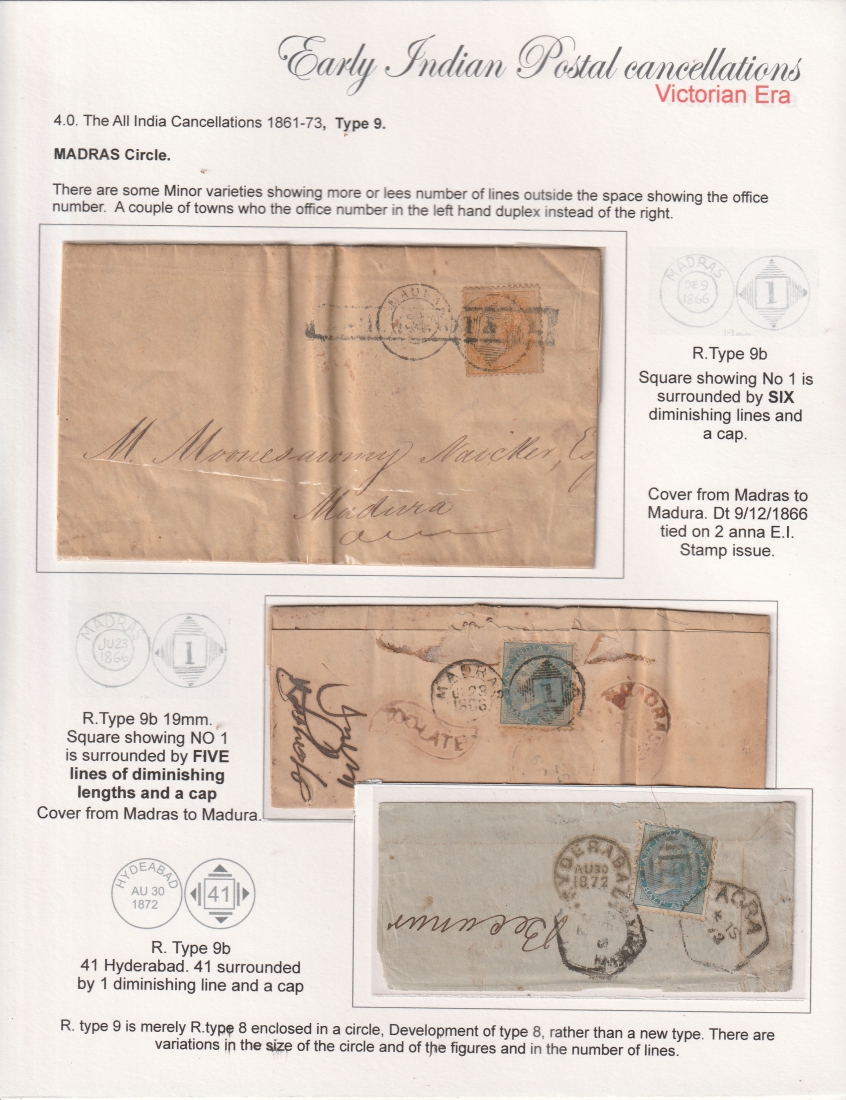 Early Indian Postal cancellations
Victorian Era
4.0. The All India Cancellations 1861-73, Type 9.
MADRAS Circle.
There are some Minor varieties showing more or lees number of lines outside the space showing the office
number. A couple of towns who the office number in the left hand duplex instead of the right.
MADRAS
DE 9
1866
1
R.Type 9b
Square showing No 1 is
surrounded by SIX
diminishing lines and
a cap.
Cover from Madras to
Madura. Dt 9/12/1866
tied on 2 anna E.I.
Stamp issue.
M Moonesawmy Naicker, Esq
Madura
MADRAS
JU 23
1866
1
R.Type 9b 19mm.
Square showing NO 1
is surrounded by FIVE
lines of diminishing
lengths and a cap
Cover from Madras to Madura.
MADRAS
23
1866
1
TOO LATE
MADRAS
HYDEABAD
AU 30
1872
41
R. Type 9b
41 Hyderabad. 41 surrounded
by 1 diminishing line and a cap
HYDERABAD
AU 30
1872
AGRA
R. type 9 is merely R.type 8 enclosed in a circle, Development of type 8, rather than a new type. There are
variations in the size of the circle and of the figures and in the number of lines.